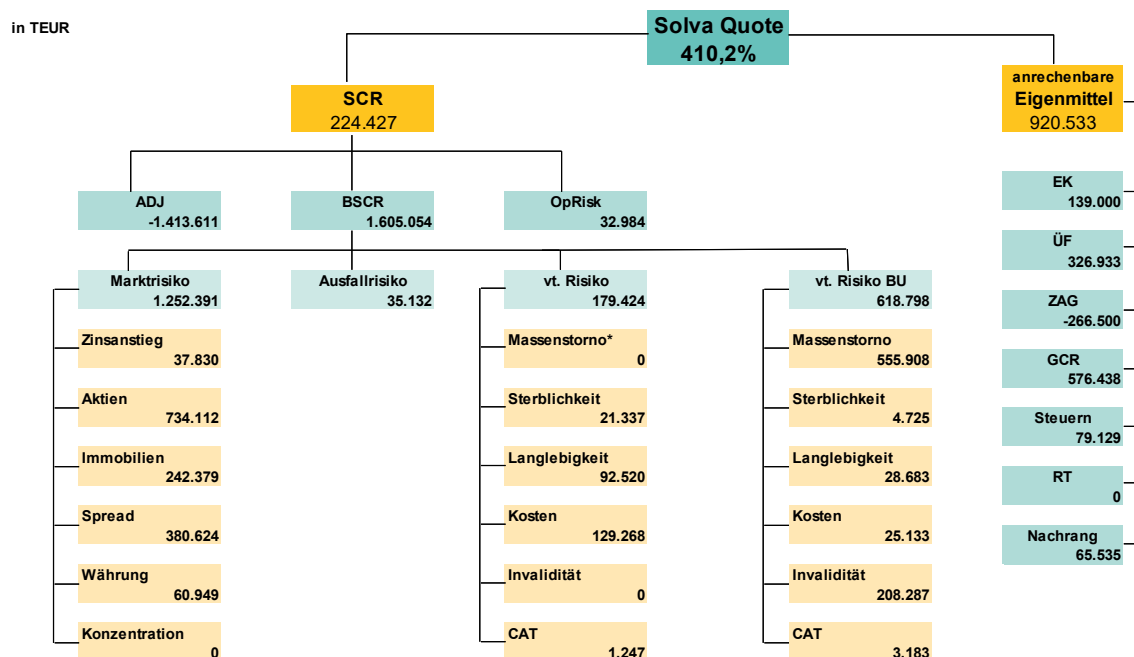 in TEUR
Solva Quote
410,2%
SCR
224.427
anrechenbare
Eigenmittel
920.533
ADJ
-1.413.611
BSCR
1.605.054
OpRisk
32.984
EK
139.000
ÜF
326.933
ZAG
-266.500
GCR
576.438
Steuern
79.129
RT
0
Nachrang
65.535
Marktrisiko
1.252.391
Ausfallrisiko
35.132
vt. Risiko
179.424
vt. Risiko BU
618.798
Zinsanstieg
37.830
Aktien
734.112
Immobilien
242.379
Spread
380.624
Währung
60.949
Konzentration
0
Massenstorno*
0
Sterblichkeit
21.337
Langlebigkeit
92.520
Kosten
129.268
Invalidität
0
CAT
1.247
Massenstorno
555.908
Sterblichkeit
4.725
Langlebigkeit
28.683
Kosten
25.133
Invalidität
208.287
CAT
3.183